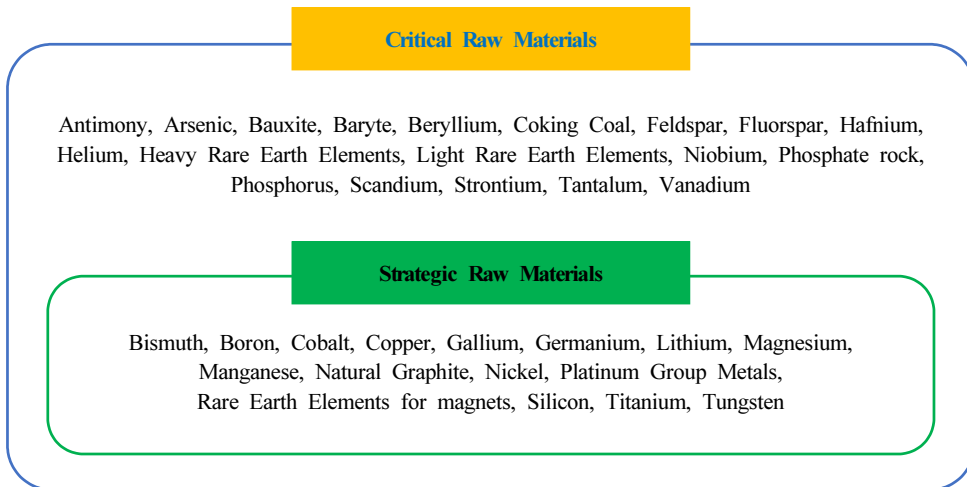 Critical Raw Materials
Antimony, Arsenic, Bauxite, Baryte, Beryllium, Coking Coal, Feldspar, Fluorspar, Hafnium,
Helium, Heavy Rare Earth Elements, Light Rare Earth Elements, Niobium, Phosphate rock,
Phosphorus, Scandium, Strontium, Tantalum, Vanadium
Strategic Raw Materials
Bismuth, Boron, Cobalt, Copper, Gallium, Germanium, Lithium, Magnesium,
Manganese, Natural Graphite, Nickel, Platinum Group Metals,
Rare Earth Elements for magnets, Silicon, Titanium, Tungsten